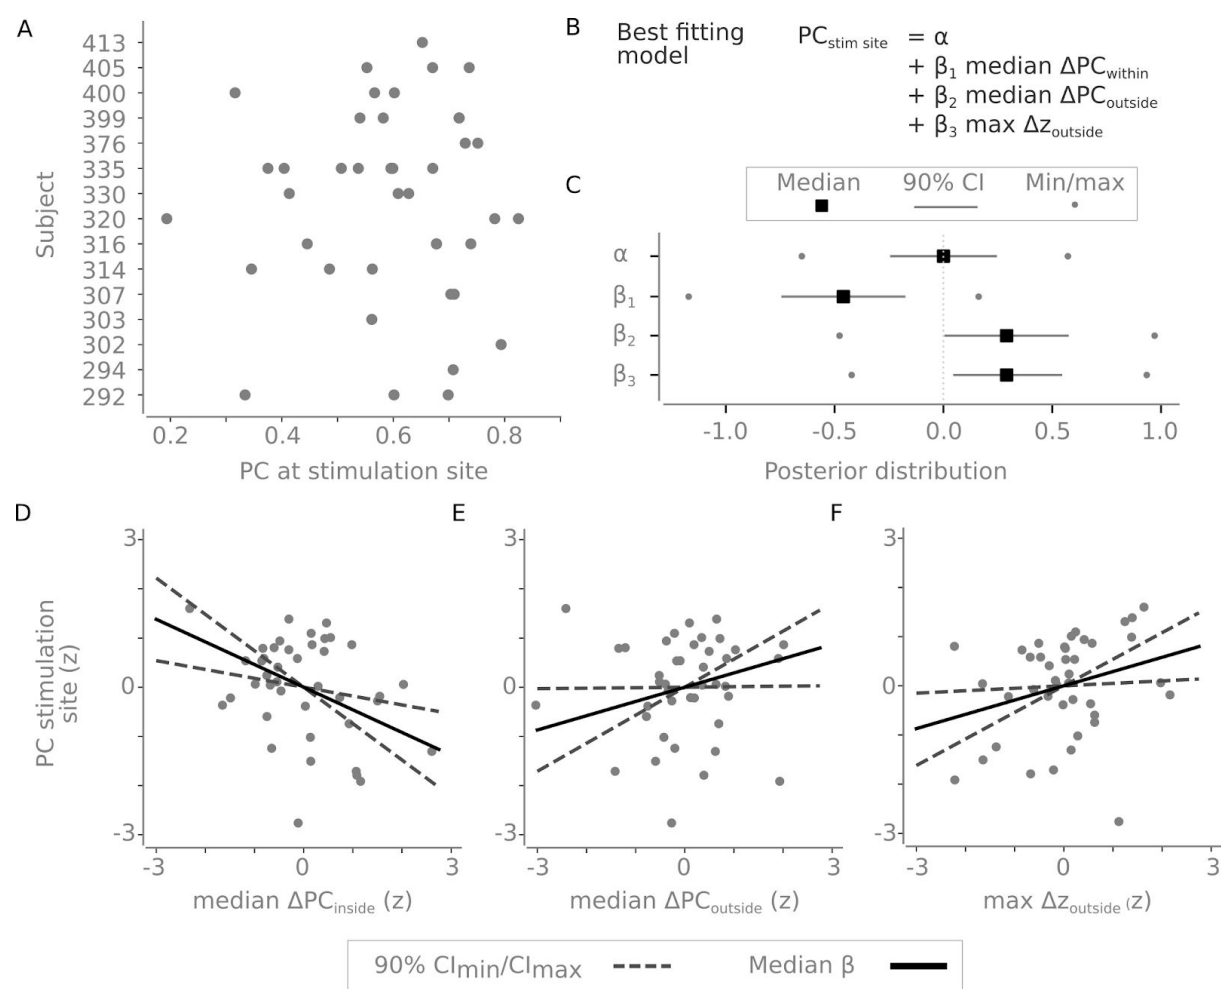 A
413
405
400
399
376
335
330
320
316
314
307
303
302
294
292
Subject
0.2 0.4 0.6 0.8
PC at stimulation site
B
Best fitting
model
PCstim site = α
+ β1 median ΔPCwithin
+ β2 median ΔPCoutside
+ β3 max Δzoutside
C
Median 90% CI Min/max
α
β1
β2
β3
-1.0 -0.5 0.0 0.5 1.0
Posterior distribution
D
3
0
-3
PC stimulation
site (z)
-3 0 3
median ΔPCinside (z)
E
3
0
-3
-3 0 3
median ΔPCoutside (z)
F
3
0
-3
-3 0 3
max Δzoutside (z)
90% CImin/CImax Median β